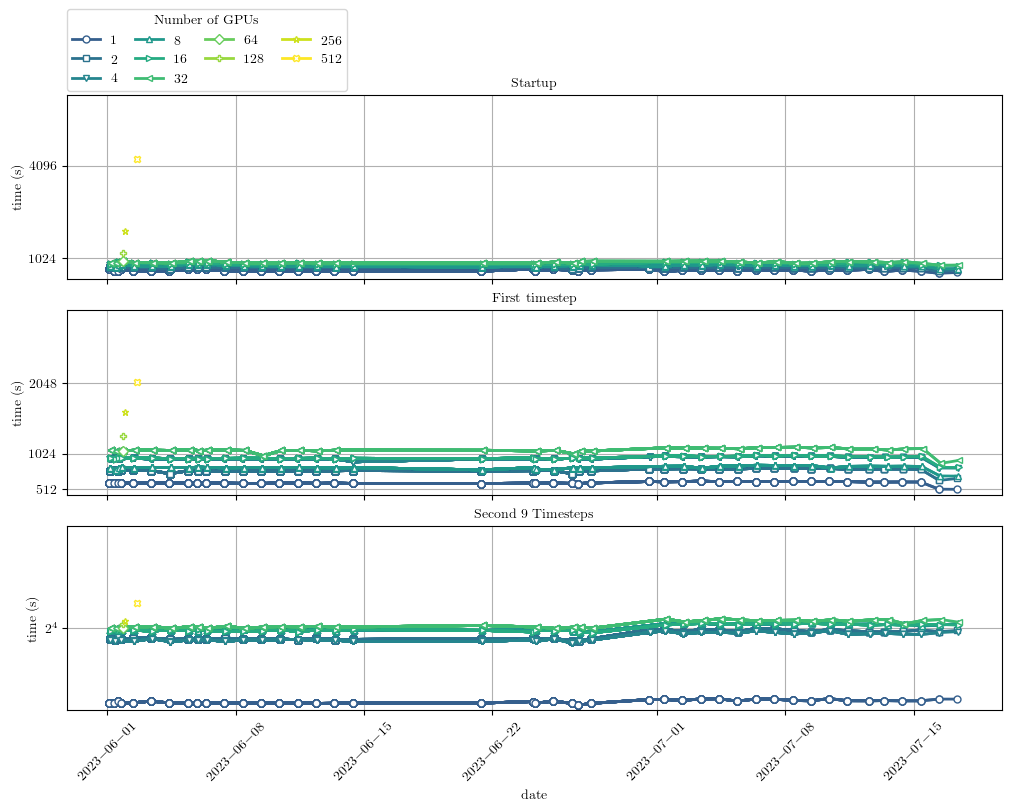 Number of GPUs
1 8 64 256
2 16 128 512
4 32
Startup
4096
time (s)
1024
First timestep
2048
time (s)
1024
512
Second 9 Timesteps
time (s)
2⁴
2023−06−01 2023−06−08 2023−06−15 2023−06−22 2023−07−01 2023−07−08 2023−07−15
date